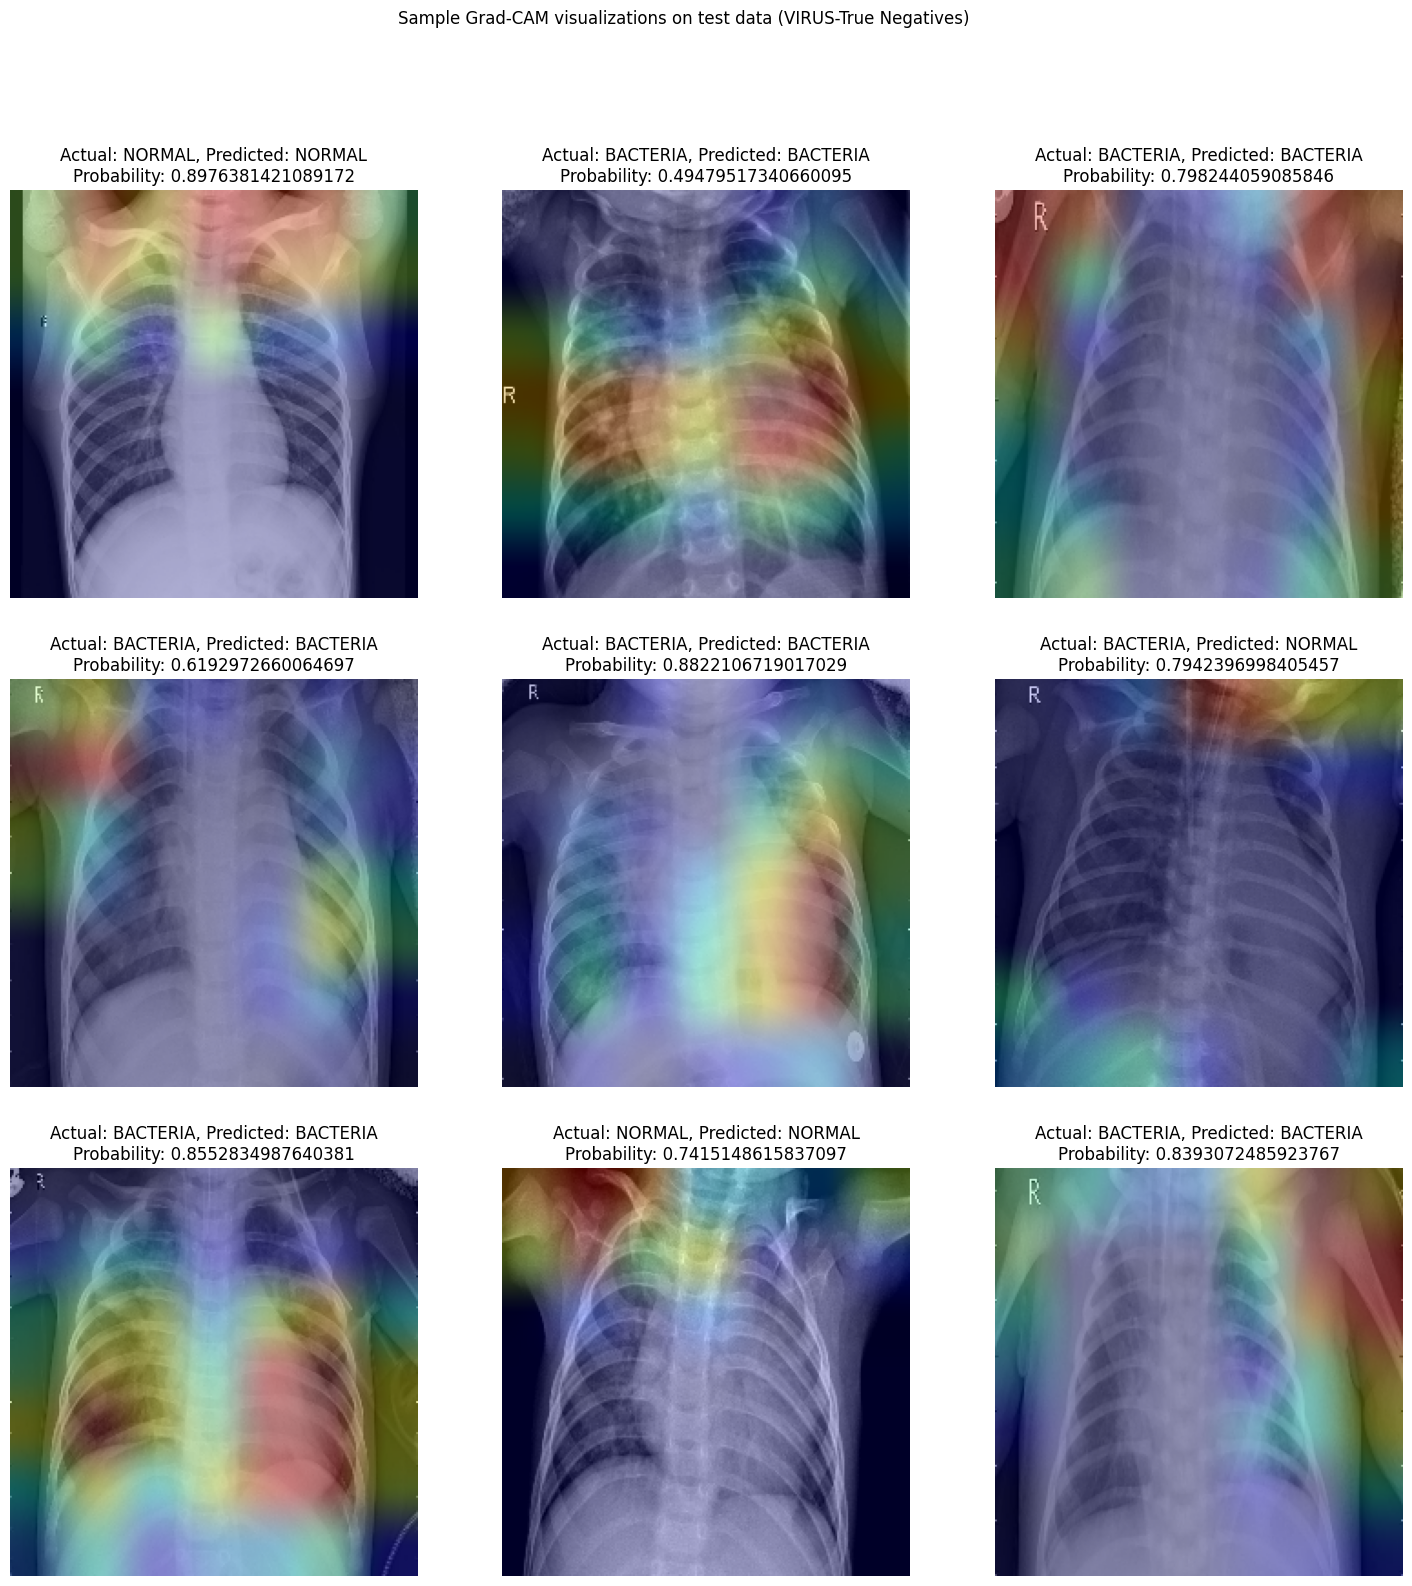 Sample Grad-CAM visualizations on test data (VIRUS-True Negatives)
Actual: NORMAL, Predicted: NORMAL
Probability: 0.8976381421089172
Actual: BACTERIA, Predicted: BACTERIA
Probability: 0.49479517340660095
Actual: BACTERIA, Predicted: BACTERIA
Probability: 0.798244059085846
R
R
Actual: BACTERIA, Predicted: BACTERIA
Probability: 0.6192972660064697
Actual: BACTERIA, Predicted: BACTERIA
Probability: 0.8822106719017029
Actual: BACTERIA, Predicted: NORMAL
Probability: 0.7942396998405457
R
R
R
Actual: BACTERIA, Predicted: BACTERIA
Probability: 0.8552834987640381
Actual: NORMAL, Predicted: NORMAL
Probability: 0.7415148615837097
Actual: BACTERIA, Predicted: BACTERIA
Probability: 0.8393072485923767
R
R